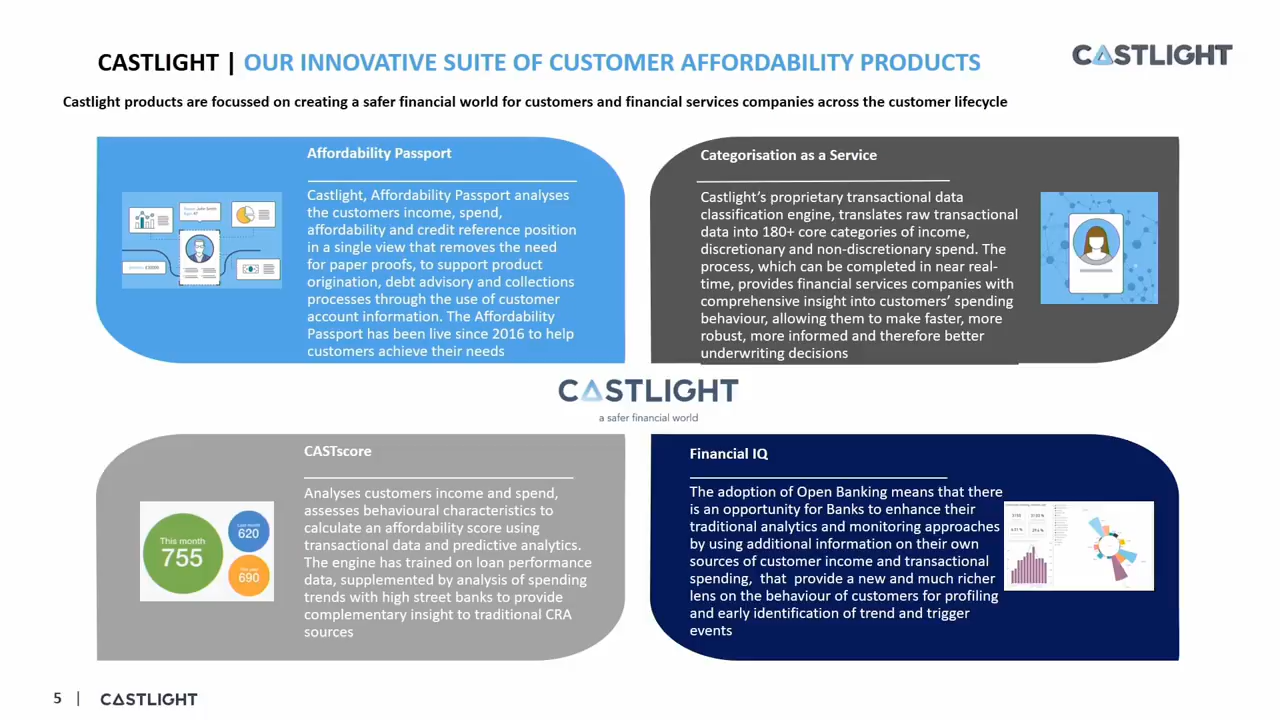 CASTLIGHT | OUR INNOVATIVE SUITE OF CUSTOMER AFFORDABILITY PRODUCTS
CASTLIGHT
Castlight products are focussed on creating a safer financial world for customers and financial services companies across the customer lifecycle
Affordability Passport
Castlight, Affordability Passport analyses
the customers income, spend,
affordability and credit reference position
in a single view that removes the need
for paper proofs, to support product
origination, debt advisory and collections
processes through the use of customer
account information. The Affordability
Passport has been live since 2016 to help
customers achieve their needs
Categorisation as a Service
Castlight's proprietary transactional data
classification engine, translates raw transactional
data into 180+ core categories of income,
discretionary and non-discretionary spend. The
process, which can be completed in near real-
time, provides financial services companies with
comprehensive insight into customers' spending
behaviour, allowing them to make faster, more
robust, more informed and therefore better
underwriting decisions
CASTLIGHT
a safer financial world
CASTscore
This month
755
Last month
620
690
Analyses customers income and spend,
assesses behavioural characteristics to
calculate an affordability score using
transactional data and predictive analytics.
The engine has trained on loan performance
data, supplemented by analysis of spending
trends with high street banks to provide
complementary insight to traditional CRA
sources
Financial IQ
The adoption of Open Banking means that there
is an opportunity for Banks to enhance their
traditional analytics and monitoring approaches
by using additional information on their own
sources of customer income and transactional
spending, that provide a new and much richer
lens on the behaviour of customers for profiling
and early identification of trend and trigger
events
5 | CASTLIGHT